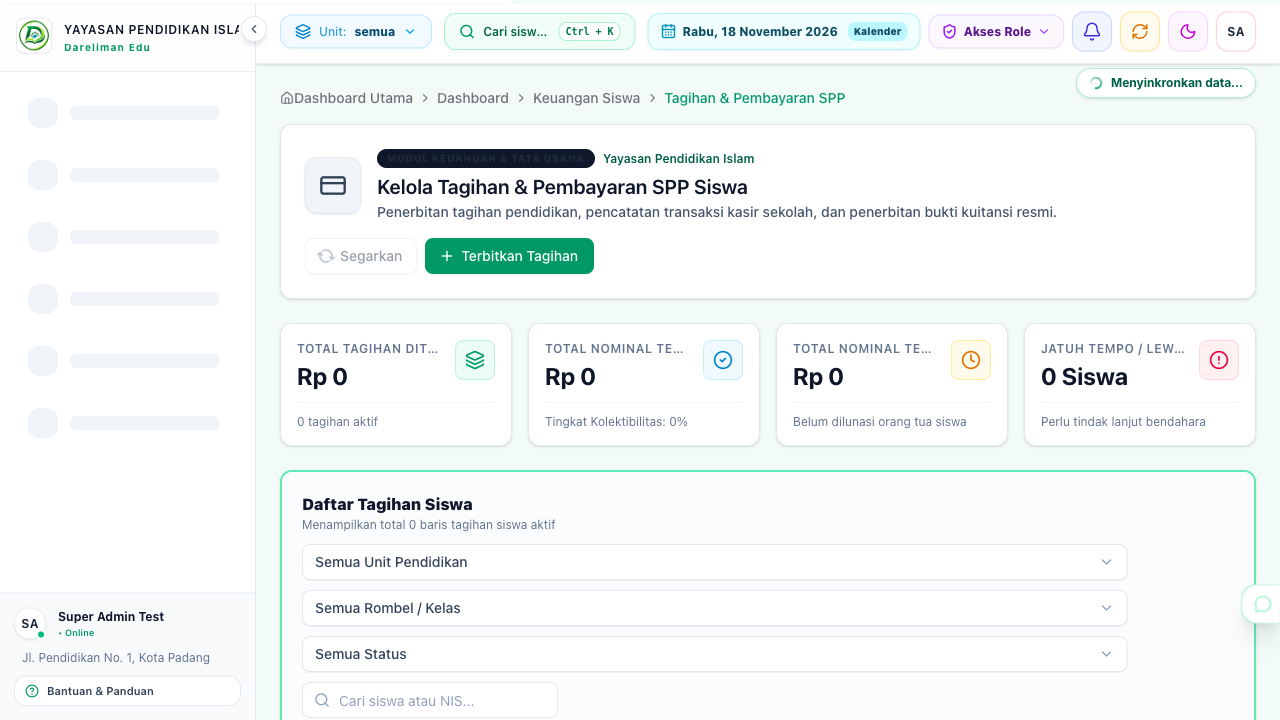 YAYASAN PENDIDIKAN ISLA
Dareliman Edu
Unit: semua
Cari sisw... Ctrl + K
Rabu, 18 November 2026 Kalender
Akses Role
SA
Menyinkronkan data...
Dashboard Utama > Dashboard > Keuangan Siswa > Tagihan & Pembayaran SPP
MODUL KEUANGAN & TATA USAHA Yayasan Pendidikan Islam
Kelola Tagihan & Pembayaran SPP Siswa
Penerbitan tagihan pendidikan, pencatatan transaksi kasir sekolah, dan penerbitan bukti kuitansi resmi.
Segarkan
+ Terbitkan Tagihan
TOTAL TAGIHAN DIT...
Rp 0
0 tagihan aktif
TOTAL NOMINAL TE...
Rp 0
Tingkat Kolektibilitas: 0%
TOTAL NOMINAL TE...
Rp 0
Belum dilunasi orang tua siswa
JATUH TEMPO / LEW...
0 Siswa
Perlu tindak lanjut bendahara
Daftar Tagihan Siswa
Menampilkan total 0 baris tagihan siswa aktif
Semua Unit Pendidikan
Semua Rombel / Kelas
Semua Status
Cari siswa atau NIS...
SA
Super Admin Test
• Online
Jl. Pendidikan No. 1, Kota Padang
Bantuan & Panduan